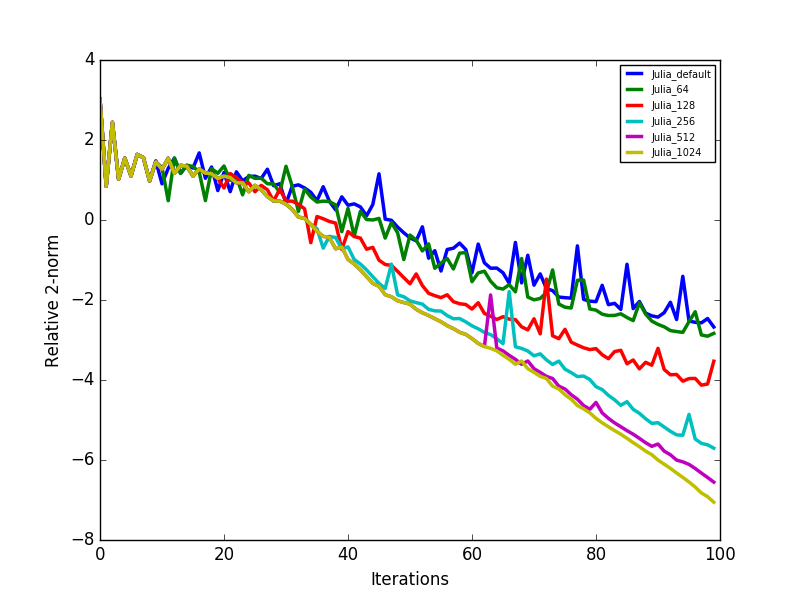 4
2
0
−2
−4
−6
−8
0 20 40 60 80 100
Relative 2-norm
Iterations
Julia_default
Julia_64
Julia_128
Julia_256
Julia_512
Julia_1024